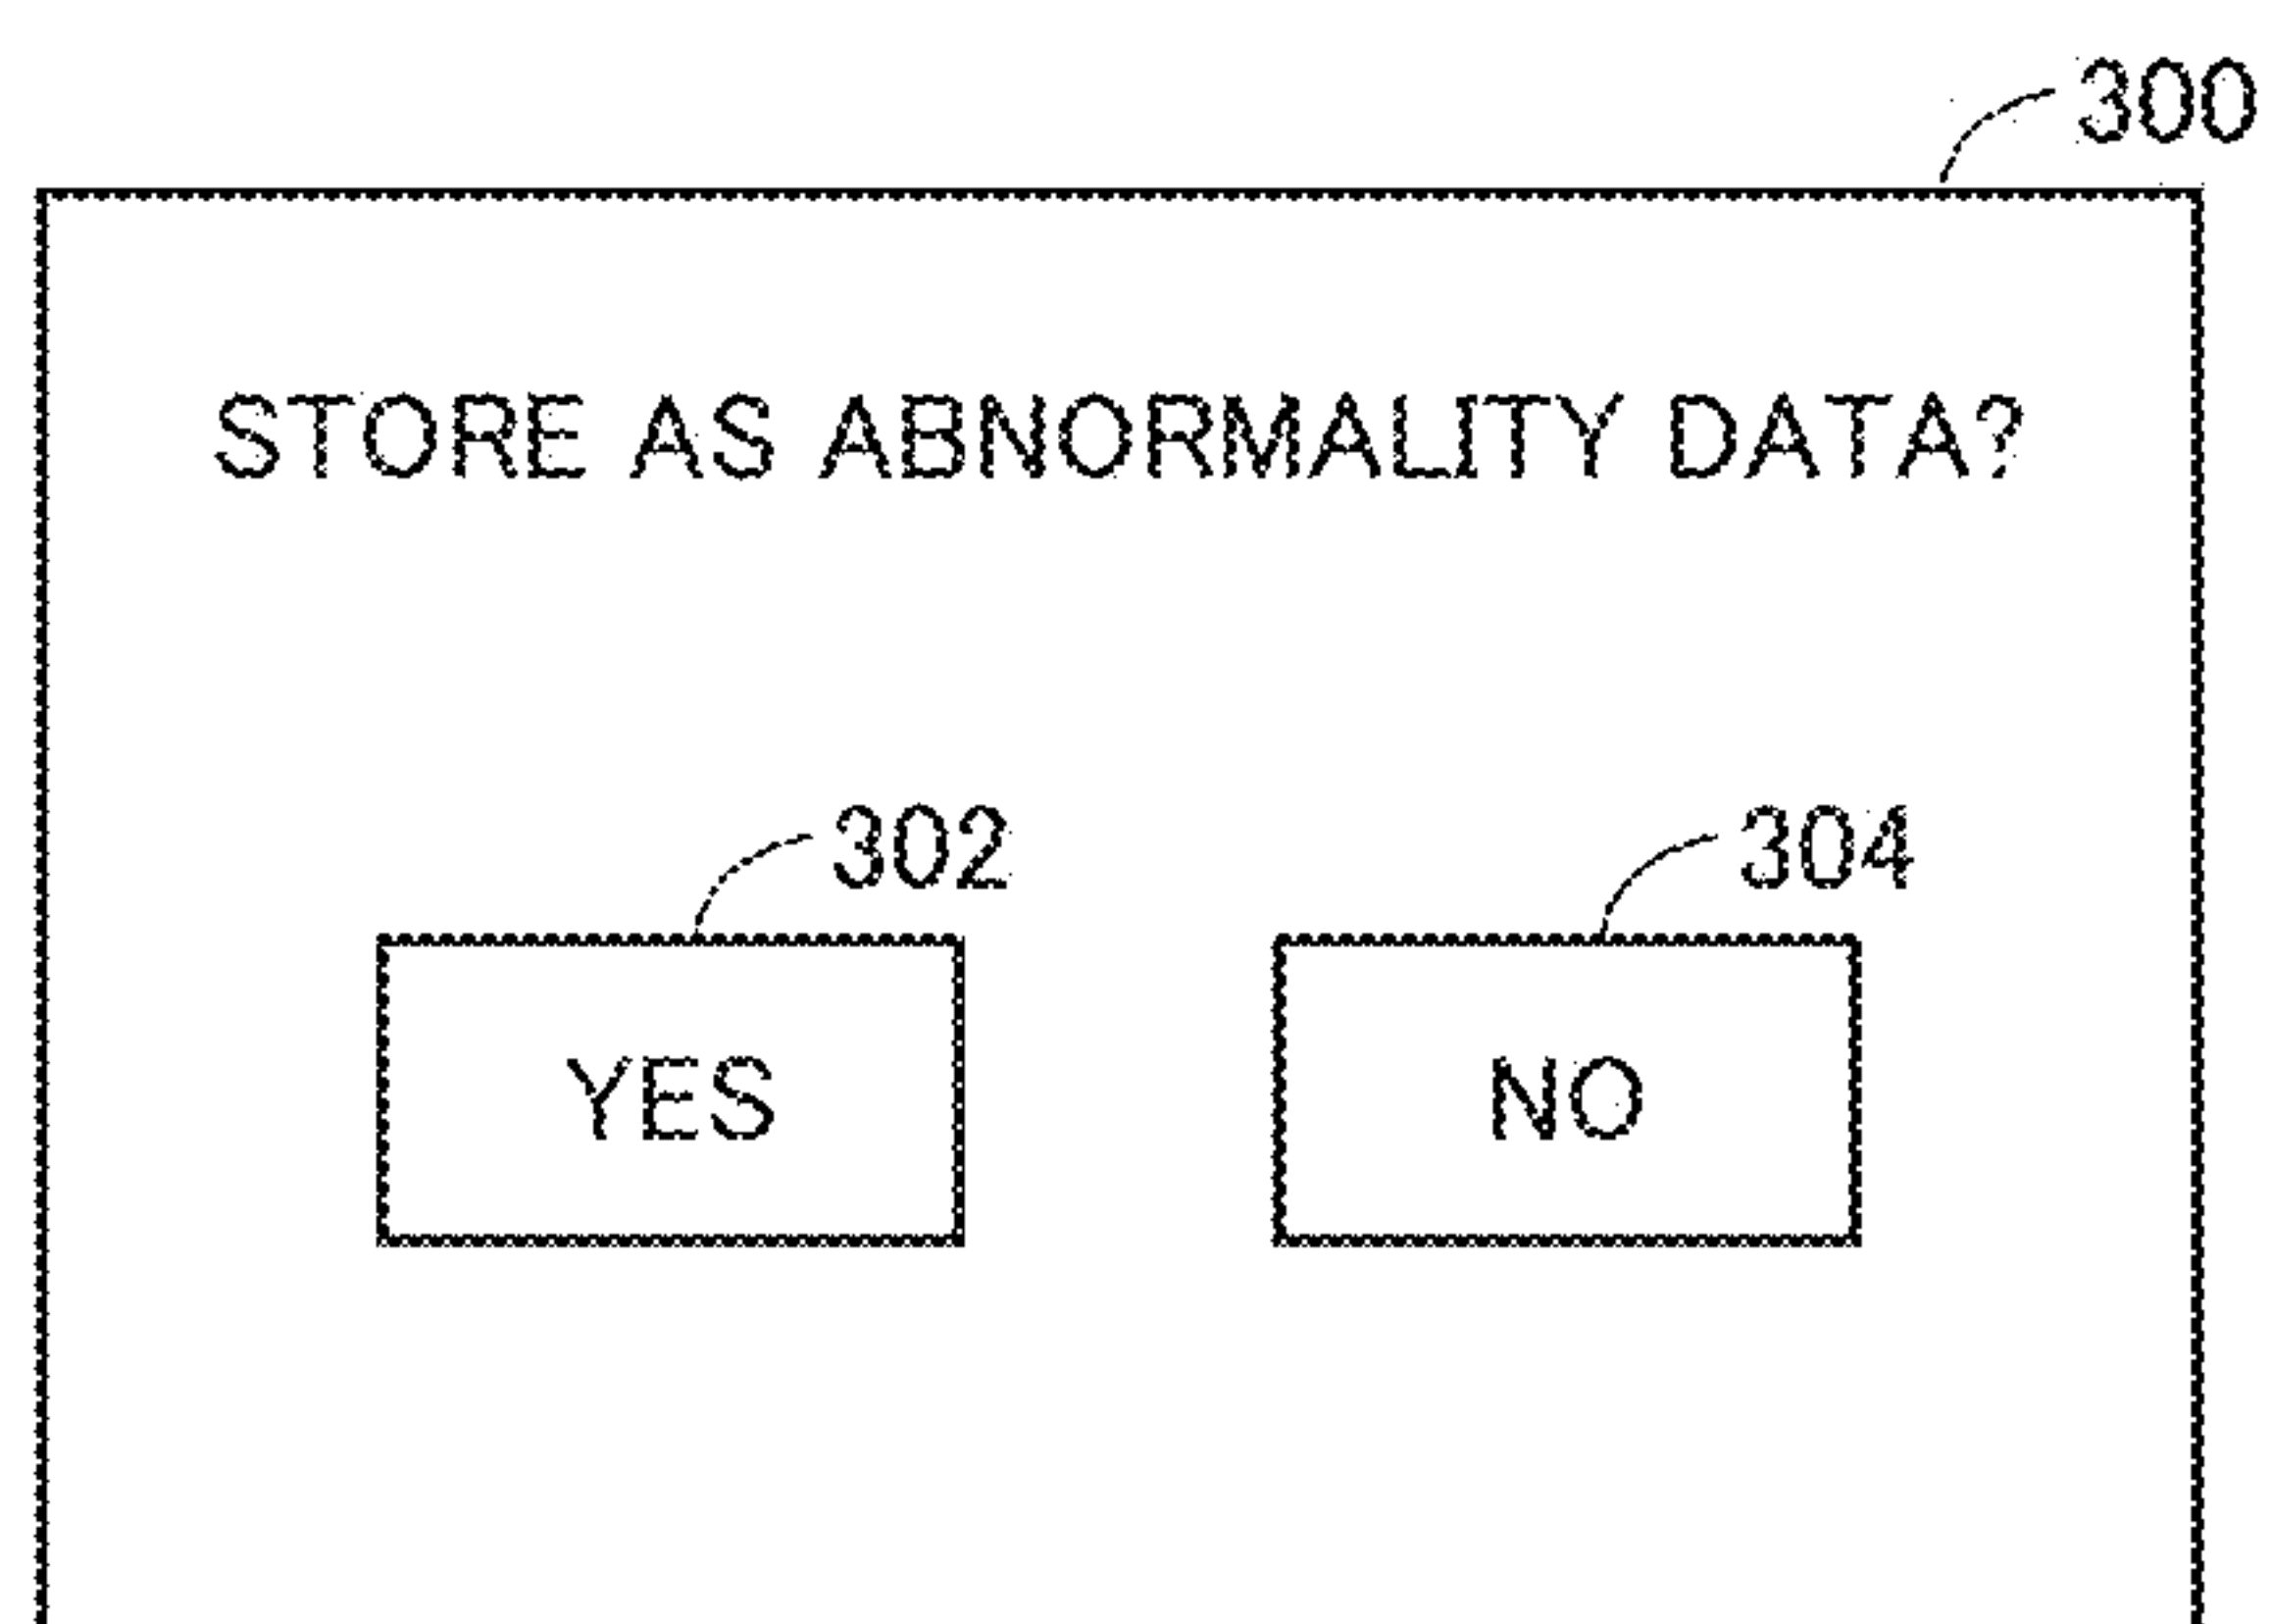 300
STORE AS ABNORMALITY DATA?
302
304
YES
NO